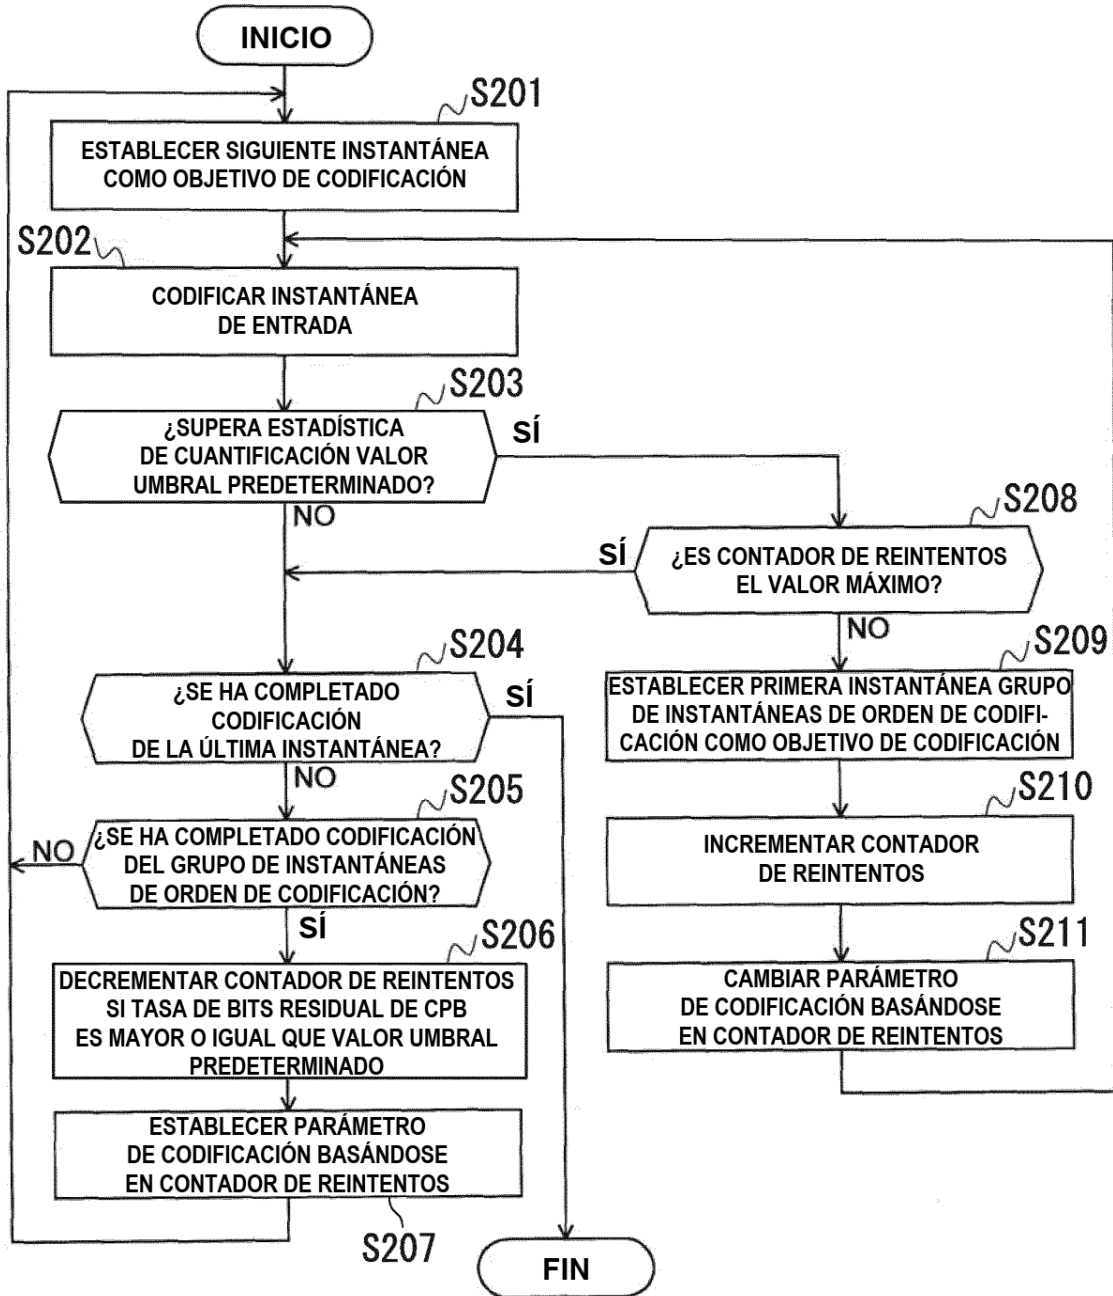 INICIO
S201
ESTABLECER SIGUIENTE INSTANTÁNEA
COMO OBJETIVO DE CODIFICACIÓN
S202
CODIFICAR INSTANTÁNEA
DE ENTRADA
S203
¿SUPERA ESTADÍSTICA
DE CUANTIFICACIÓN VALOR
UMBRAL PREDETERMINADO?
SÍ
NO
S208
¿ES CONTADOR DE REINTENTOS
EL VALOR MÁXIMO?
SÍ
NO
S204
¿SE HA COMPLETADO
CODIFICACIÓN
DE LA ÚLTIMA INSTANTÁNEA?
SÍ
NO
S209
ESTABLECER PRIMERA INSTANTÁNEA GRUPO
DE INSTANTÁNEAS DE ORDEN DE CODIFI-
CACIÓN COMO OBJETIVO DE CODIFICACIÓN
S205
¿SE HA COMPLETADO CODIFICACIÓN
DEL GRUPO DE INSTANTÁNEAS
DE ORDEN DE CODIFICACIÓN?
NO
SÍ
S210
INCREMENTAR CONTADOR
DE REINTENTOS
S206
DECREMENTAR CONTADOR DE REINTENTOS
SI TASA DE BITS RESIDUAL DE CPB
ES MAYOR O IGUAL QUE VALOR UMBRAL
PREDETERMINADO
S211
CAMBIAR PARÁMETRO
DE CODIFICACIÓN BASÁNDOSE
EN CONTADOR DE REINTENTOS
ESTABLECER PARÁMETRO
DE CODIFICACIÓN BASÁNDOSE
EN CONTADOR DE REINTENTOS
S207
FIN